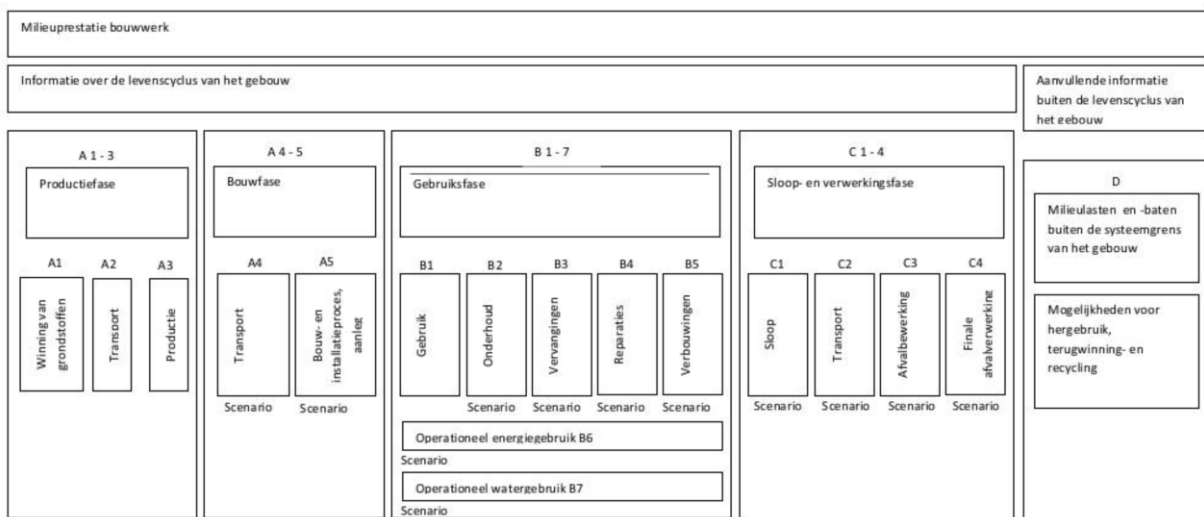 Milieuprestatie bouwwerk
Informatie over de levenscyclus van het gebouw
Aanvullende informatie
buiten de levenscyclus van
het gebouw
A 1 - 3
Productiefase
A1
A2
A3
Winning van
grondstoffen
Transport
Productie
A 4 - 5
Bouwfase
A4
A5
Transport
Bouw- en
installatieproces,
aanleg
Scenario
Scenario
B 1 - 7
Gebruiksfase
B1
B2
B3
B4
B5
Gebruik
Onderhoud
Vervangingen
Reparaties
Verbouwingen
Scenario
Scenario
Scenario
Scenario
Operationeel energiegebruik B6
Scenario
Operationeel watergebruik B7
Scenario
C 1 - 4
Sloop- en verwerkingsfase
C1
C2
C3
C4
Sloop
Transport
Afvalbewerking
Finale
afvalverwerking
Scenario
Scenario
Scenario
Scenario
D
Milieulasten en -baten
buiten de systeemgrens
van het gebouw
Mogelijkheden voor
hergebruik,
terugwinning- en
recycling